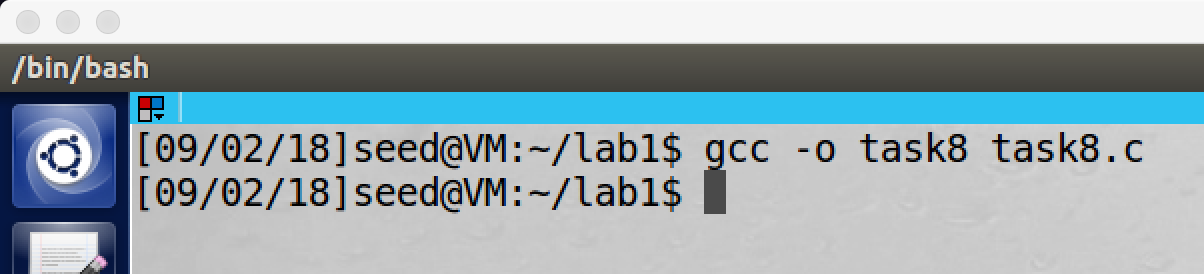 /bin/bash
[09/02/18]seed@VM:~/lab1$ gcc -o task8 task8.c
[09/02/18]seed@VM:~/lab1$